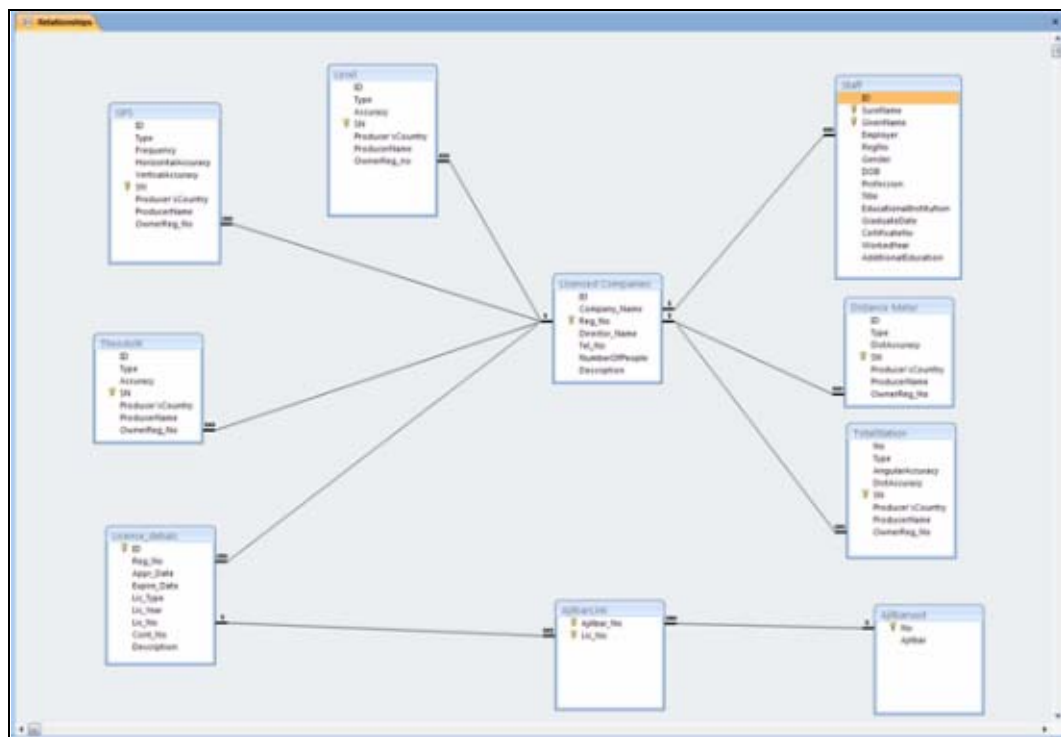 Relationships
Level
ID
Type
Accuracy
SN
Producer'sCountry
ProducerName
OwnerReg_no
GPS
ID
Type
Frequency
HorizontalAccuracy
VerticalAccuracy
SN
Producer'sCountry
ProducerName
OwnerReg_No
Staff
ID
SureName
GivenName
Employer
RegNo
Gender
DOB
Profession
Title
EducationalInstitution
GraduateDate
CertificateNo
WorkedYear
AdditionalEducation
Licenced Companies
ID
Company_Name
Reg_No
Director_Name
Tel_No
NumberOfPeople
Description
Distance Meter
ID
Type
DistAccuracy
SN
Producer'sCountry
ProducerName
OwnerReg_No
Theodolit
ID
Type
Accuracy
SN
Producer'sCountry
ProducerName
OwnerReg_No
TotalStation
No
Type
AngularAccuracy
DistAccuracy
SN
Producer'sCountry
ProducerName
OwnerReg_No
Licence_details
ID
Reg_No
Appr_Date
Expire_Date
Lic_Type
Lic_Year
Lic_No
Cont_No
Description
AjilbarLink
Ajilbar_No
Lic_No
No
Ajilbar